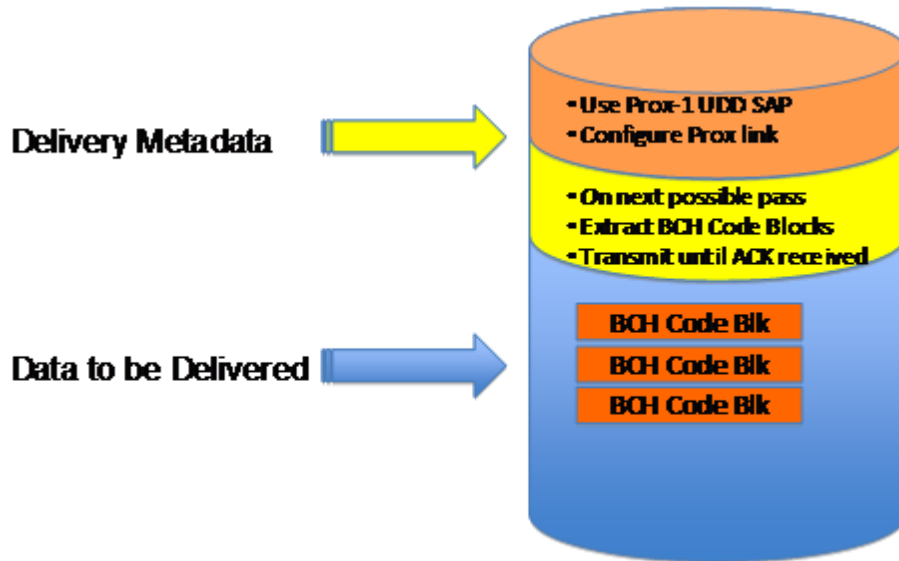 Delivery Metadata
• Use Prox-1 UDD SAP
• Configure Prox link
• On next possible pass
• Extract BCH Code Blocks
• Transmit until ACK received
Data to be Delivered
BCH Code Blk
BCH Code Blk
BCH Code Blk